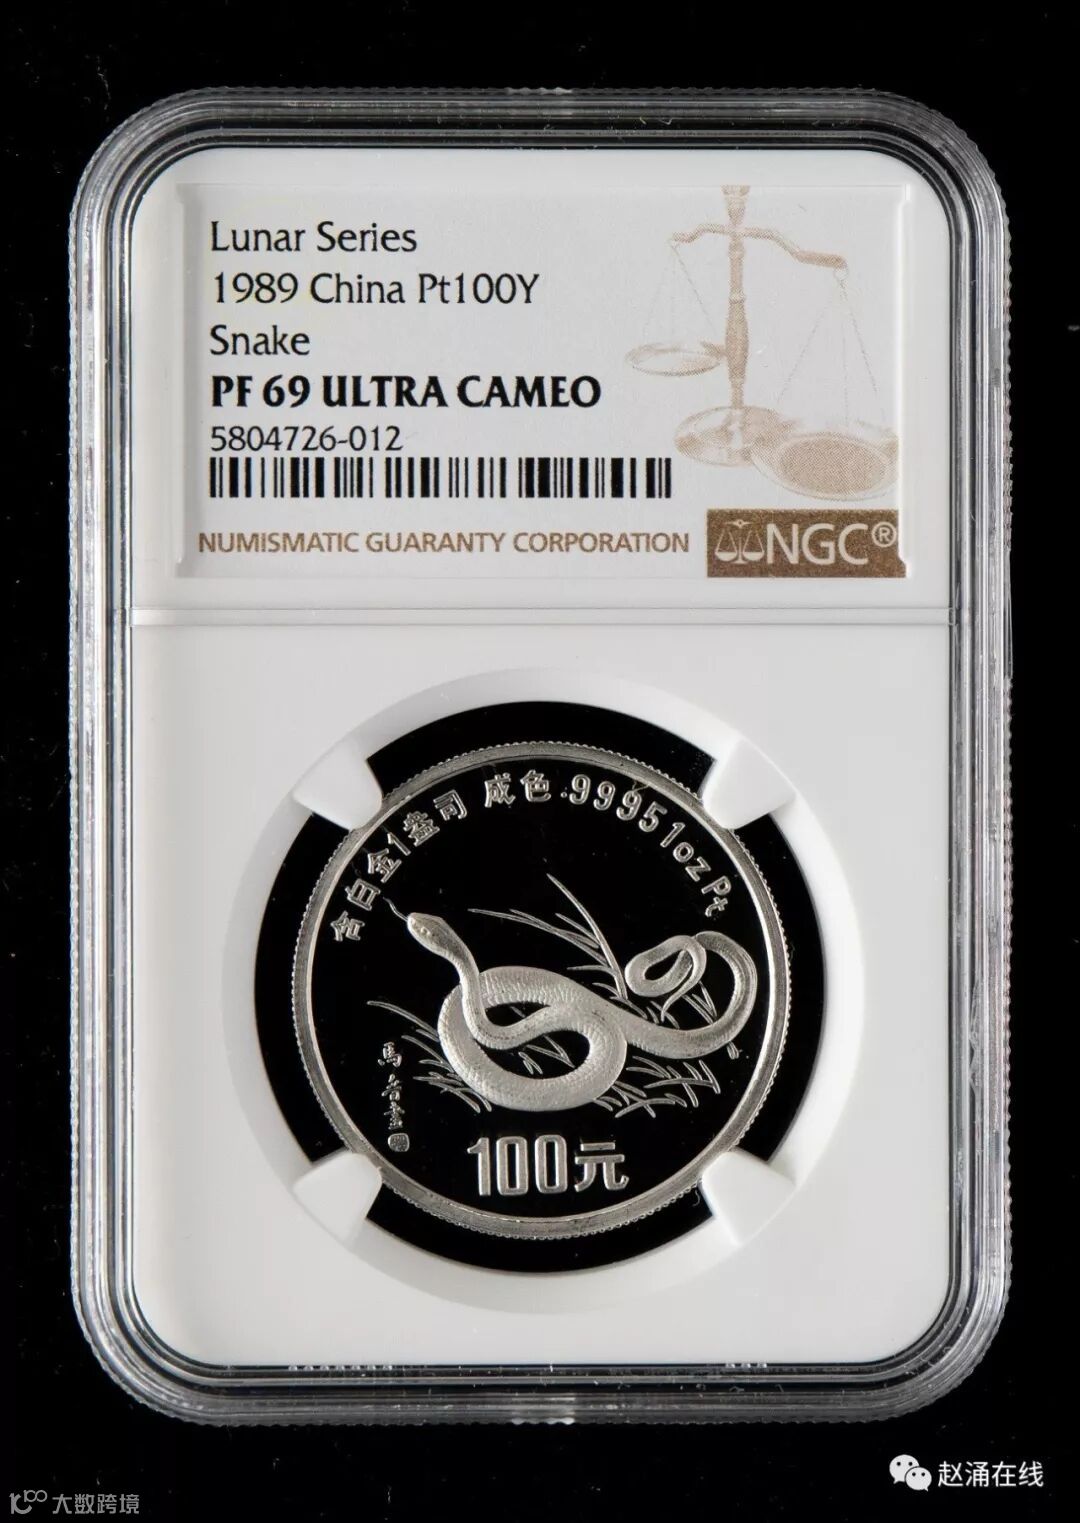 Lunar Series
1989 China Pt100Y
Snake
PF 69 ULTRA CAMEO
5804726-012
NUMISMATIC GUARANTY CORPORATION
NGC®
含白金1盎司 成色.9995 1oz Pt
100元
赵涌在线
大数跨境